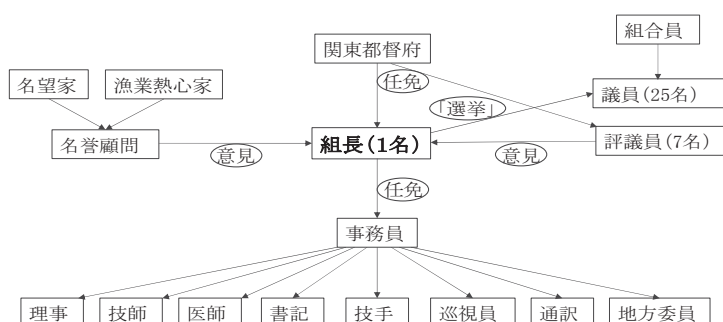 組合員
関東都督府
名望家
漁業熱心家
任免
議員(25名)
「選挙」
名誉顧問
意見
組長(1名)
意見
評議員(7名)
任免
事務員
理事
技師
医師
書記
技手
巡視員
通訳
地方委員